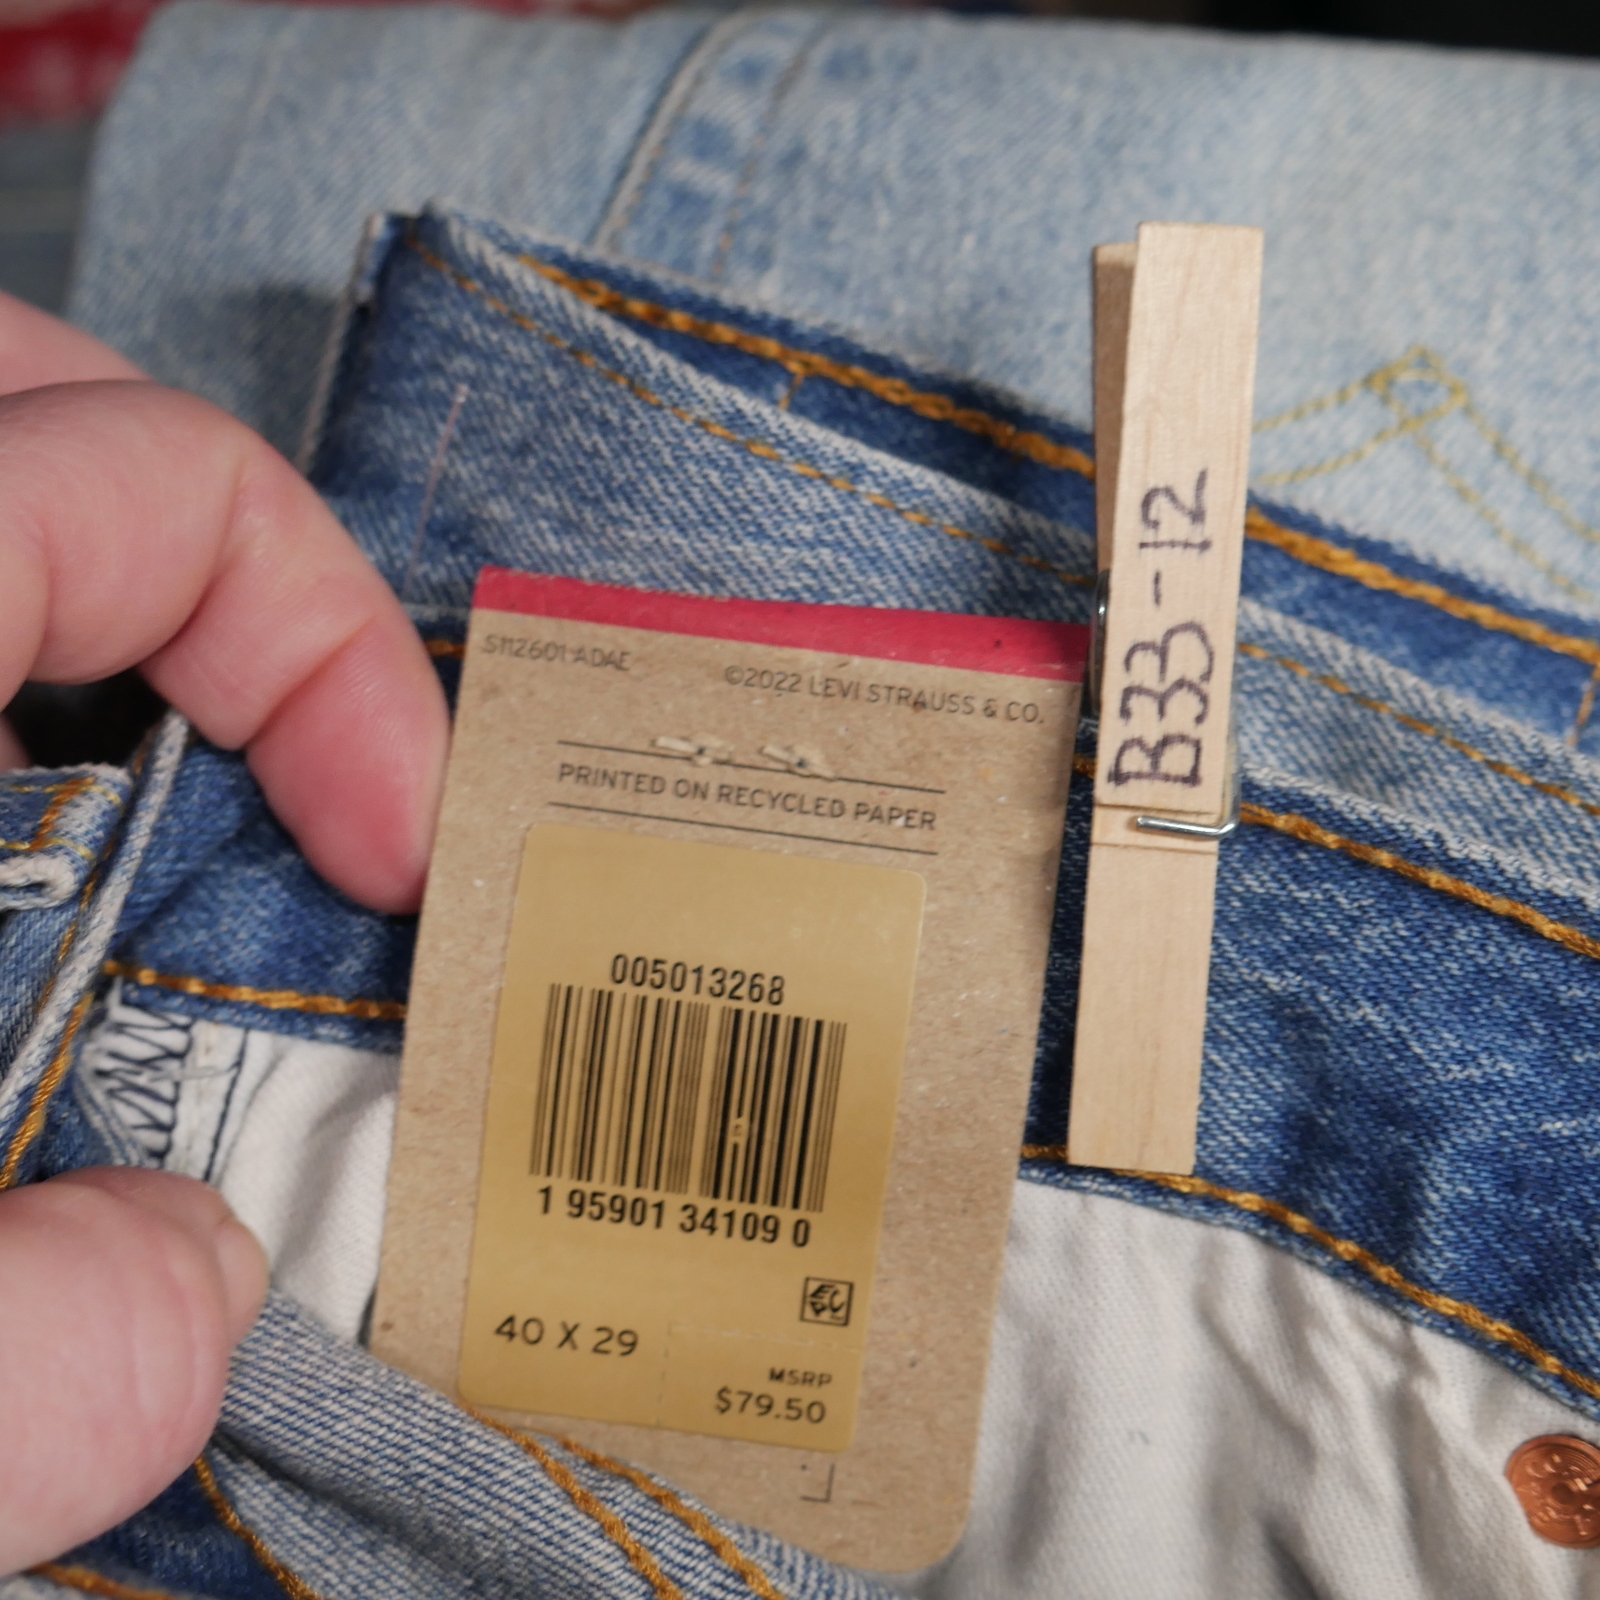 S112601 ADAE
©2022 LEVI STRAUSS & CO.
PRINTED ON RECYCLED PAPER
005013268
1 95901 34109 0
40 X 29
MSRP
$79.50
B33-12